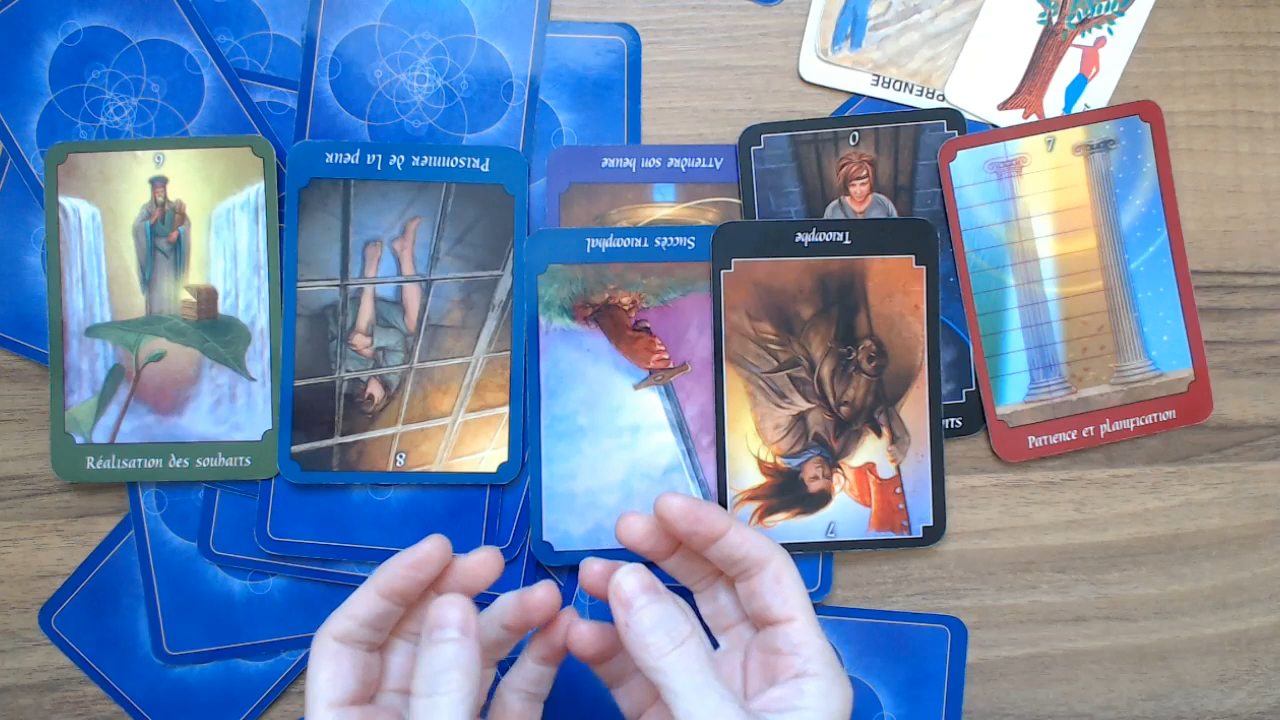 6
Réalisation des souhaits
Prisonnier de la peur
8
Attendre son heure
Succès triomphal
0
Triomphe
7
7
Patience et planification
PRENDRE